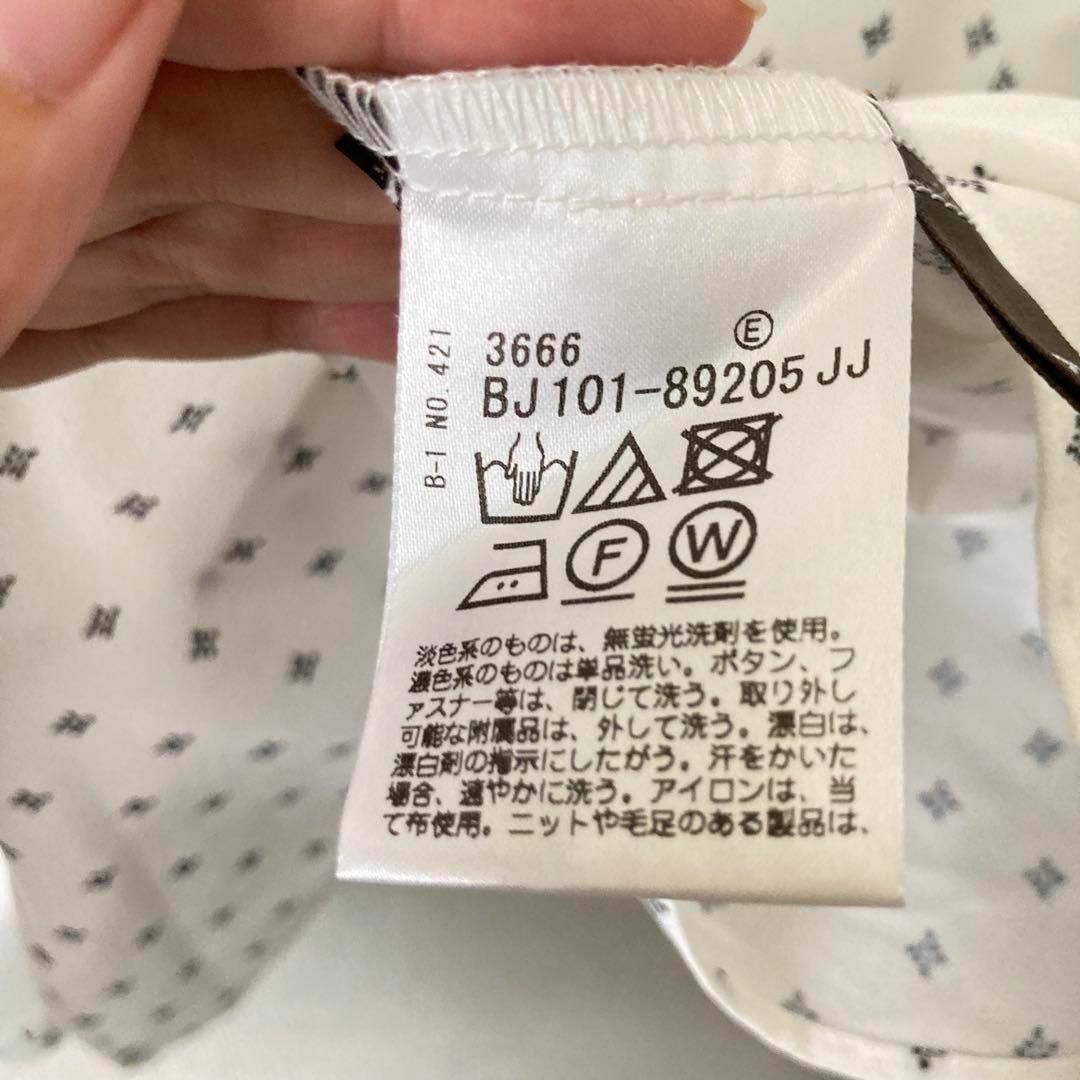 3666
Ⓔ
BJ101-89205 JJ
B-1 NO.421
F
W
淡色系のものは、無蛍光洗剤を使用。
濃色系のものは単品洗い。ボタン、フ
ァスナー等は、閉じて洗う。取り外し
可能な附属品は、外して洗う。漂白は、
漂白剤の指示にしたがう。汗をかいた
場合、速やかに洗う。アイロンは、当
て布使用。ニットや毛足のある製品は、